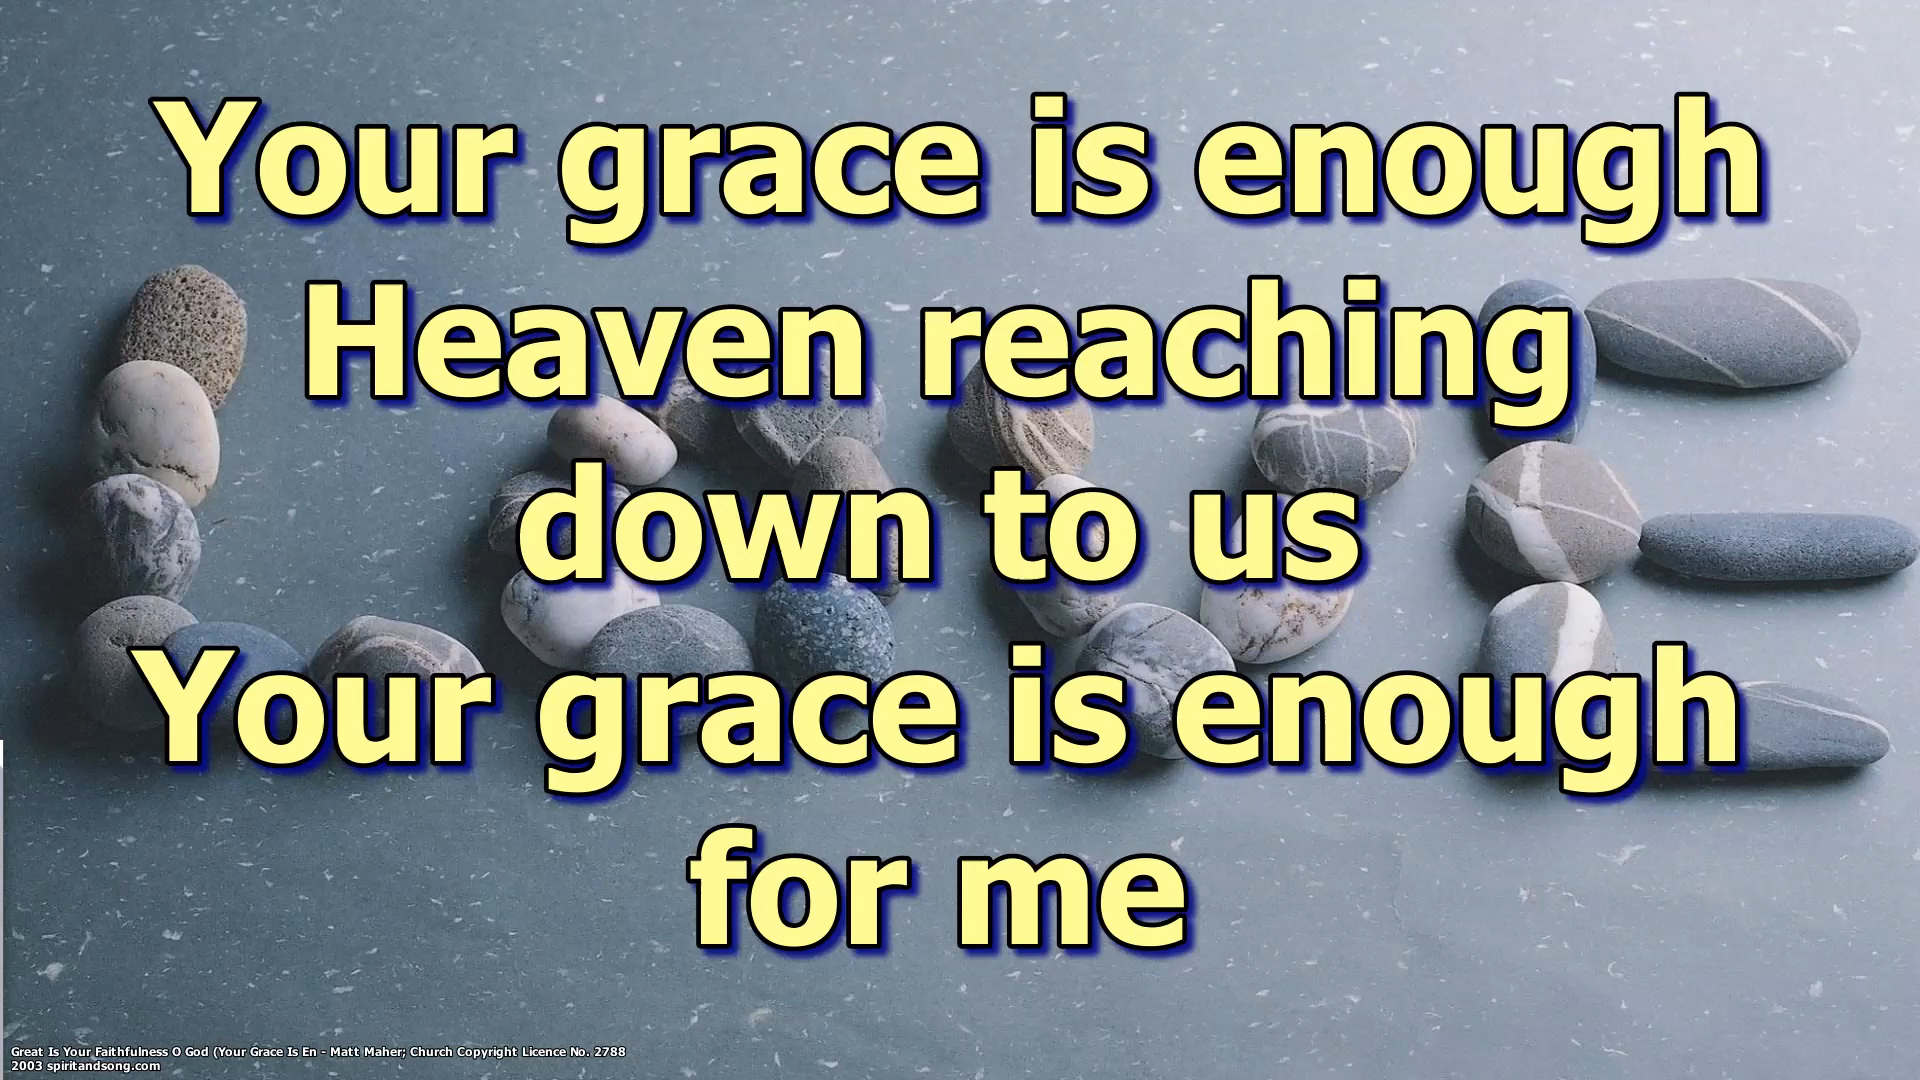 Your grace is enough
Heaven reaching
down to us
Your grace is enough
for me
LOVE
Great Is Your Faithfulness O God (Your Grace Is En - Matt Maher; Church Copyright Licence No. 2788
2003 spiritandsong.com